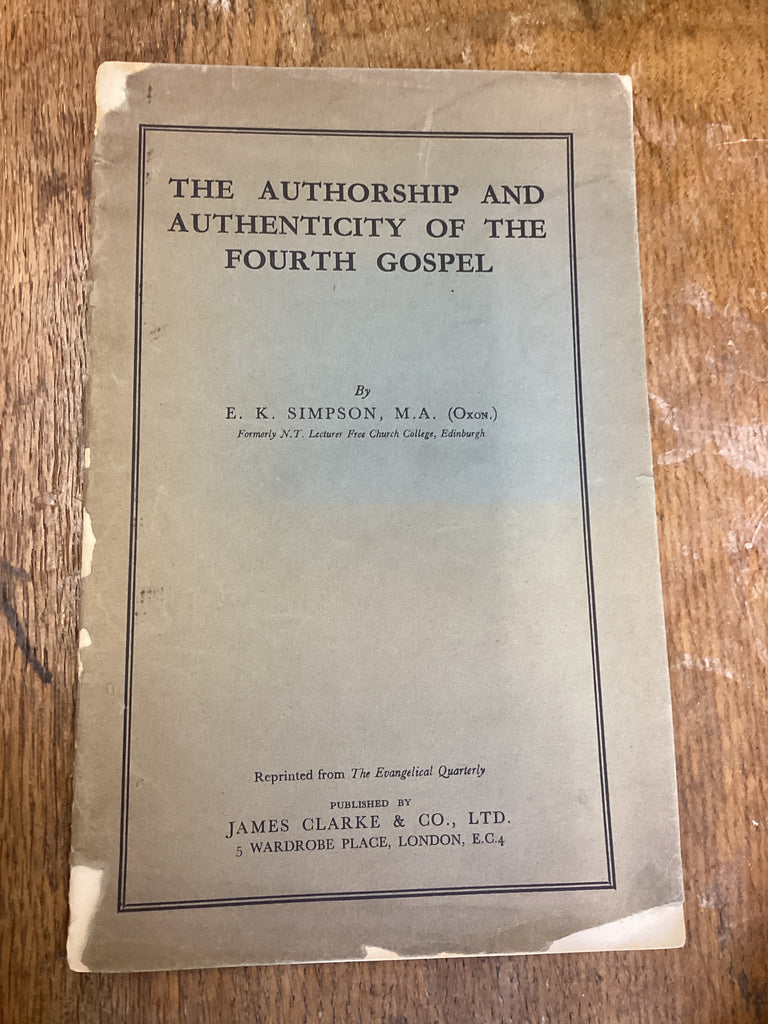 THE AUTHORSHIP AND
AUTHENTICITY OF THE
FOURTH GOSPEL
By
E. K. SIMPSON, M.A. (Oxon.)
Formerly N.T. Lecturer Free Church College, Edinburgh
Reprinted from The Evangelical Quarterly
PUBLISHED BY
JAMES CLARKE & CO., LTD.
5 WARDROBE PLACE, LONDON, E.C.4